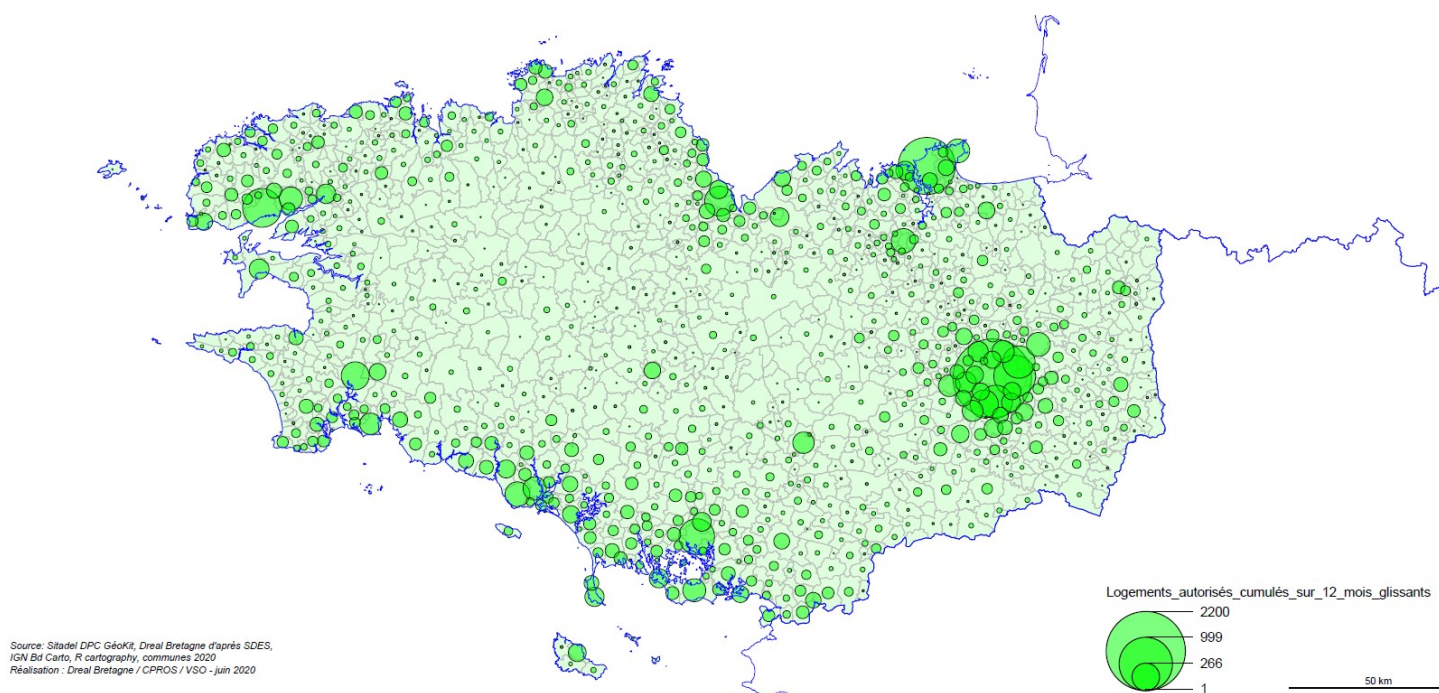 Logements_autorisés_cumulés_sur_12_mois_glissants
2200
999
266
1
50 km
Source: Sitadel DPC GéoKit, Dreal Bretagne d'après SDES,
IGN Bd Carto, R cartography, communes 2020
Réalisation : Dreal Bretagne / CPROS / VSO - juin 2020